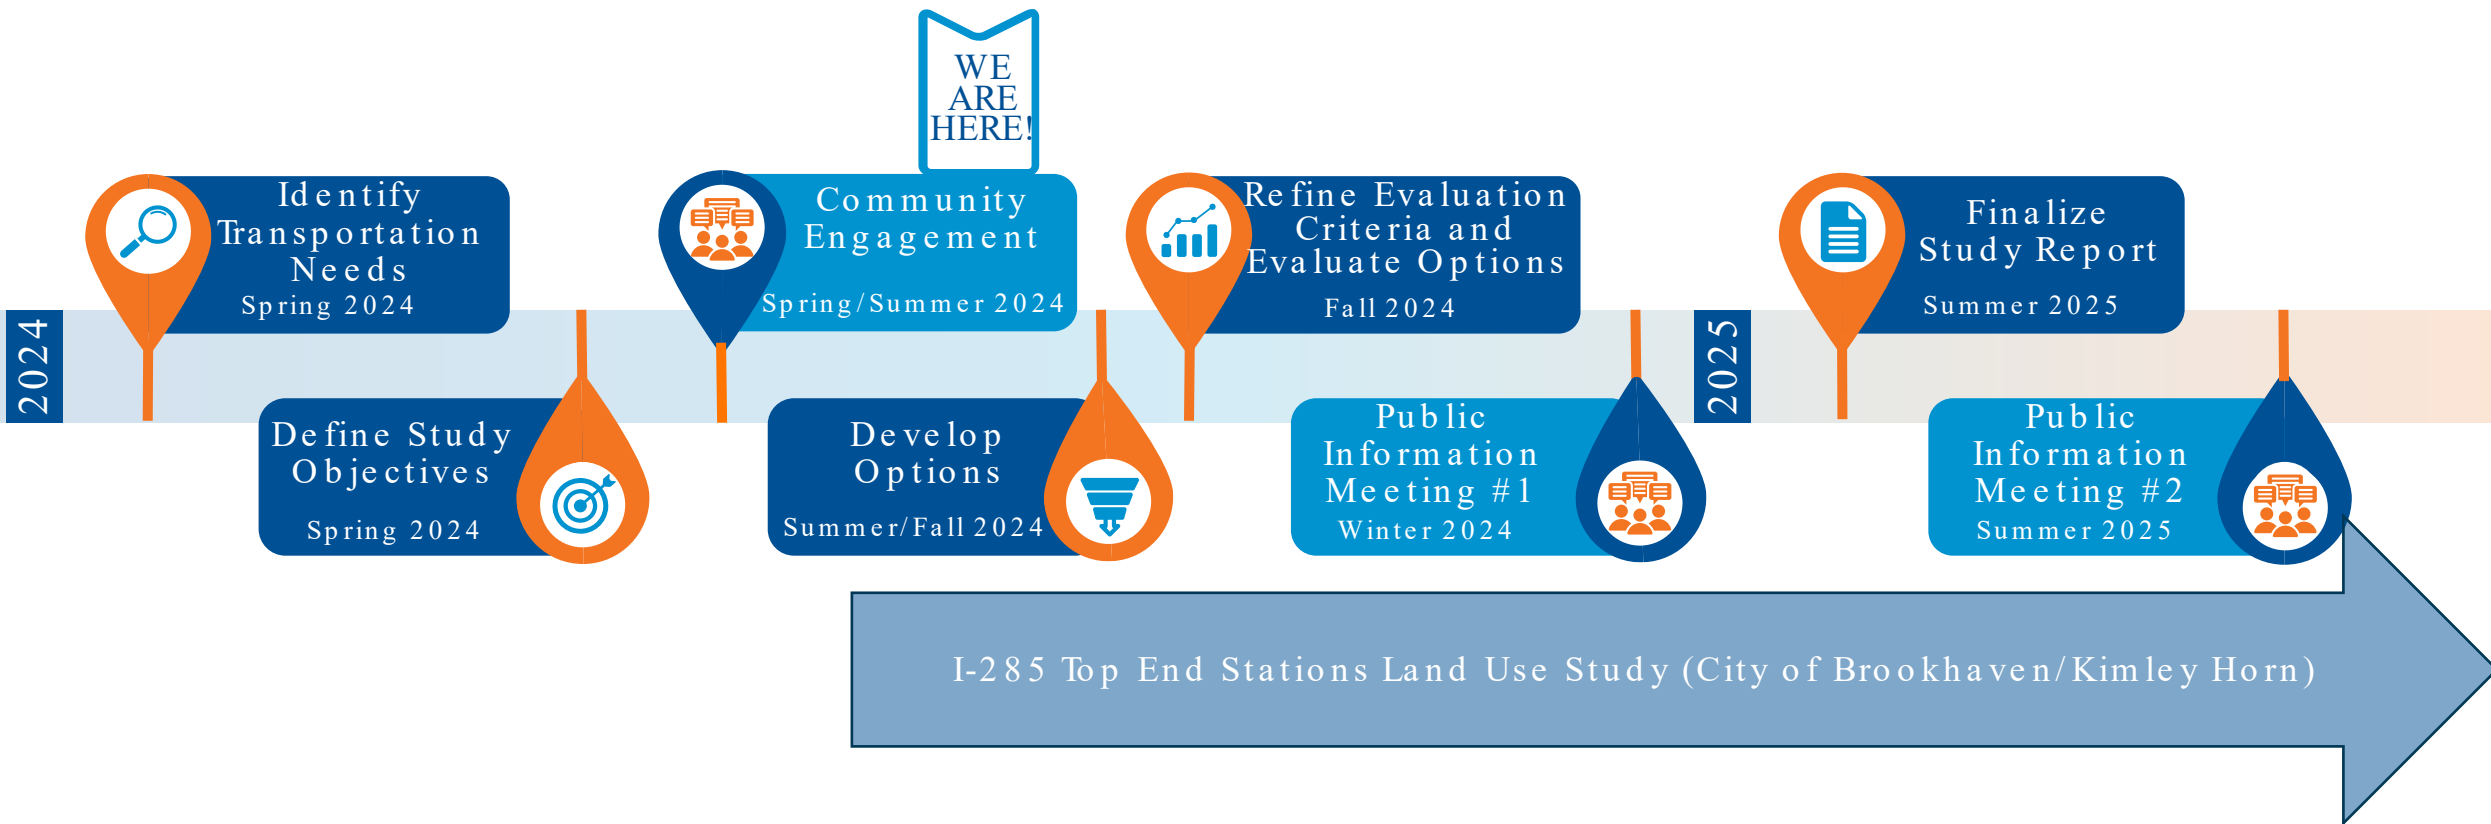 WE
ARE
HERE!
2024
Identify
Transportation
Needs
Spring 2024
Define Study
Objectives
Spring 2024
Community
Engagement
Spring/Summer 2024
Develop
Options
Summer/Fall 2024
Refine Evaluation
Criteria and
Evaluate Options
Fall 2024
Public
Information
Meeting #1
Winter 2024
2025
Finalize
Study Report
Summer 2025
Public
Information
Meeting #2
Summer 2025
I-285 Top End Stations Land Use Study (City of Brookhaven/Kimley Horn)